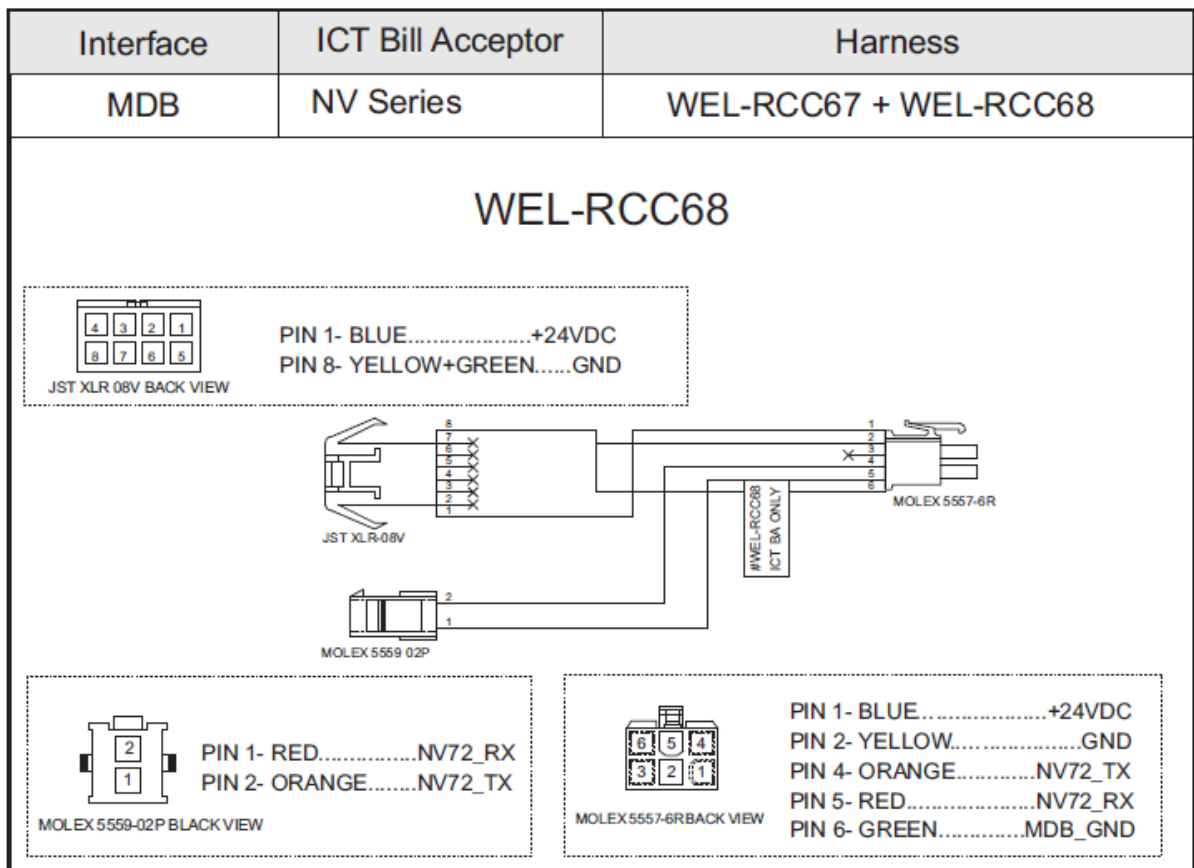 Interface ICT Bill Acceptor Harness
MDB NV Series WEL-RCC67 + WEL-RCC68
WEL-RCC68
4 3 2 1
8 7 6 5
JST XLR 08V BACK VIEW
PIN 1- BLUE....................+24VDC
PIN 8- YELLOW+GREEN......GND
8
7
6
5
4
3
2
1
JST XLR-08V
1
2
3
4
5
6
MOLEX 5557-6R
#WEL-RCC68
ICT BA ONLY
2
1
MOLEX 5559 02P
2
1
MOLEX 5559-02P BLACK VIEW
PIN 1- RED................NV72_RX
PIN 2- ORANGE........NV72_TX
6 5 4
3 2 1
MOLEX 5557-6R BACK VIEW
PIN 1- BLUE.....................+24VDC
PIN 2- YELLOW.....................GND
PIN 4- ORANGE.............NV72_TX
PIN 5- RED.....................NV72_RX
PIN 6- GREEN..............MDB_GND